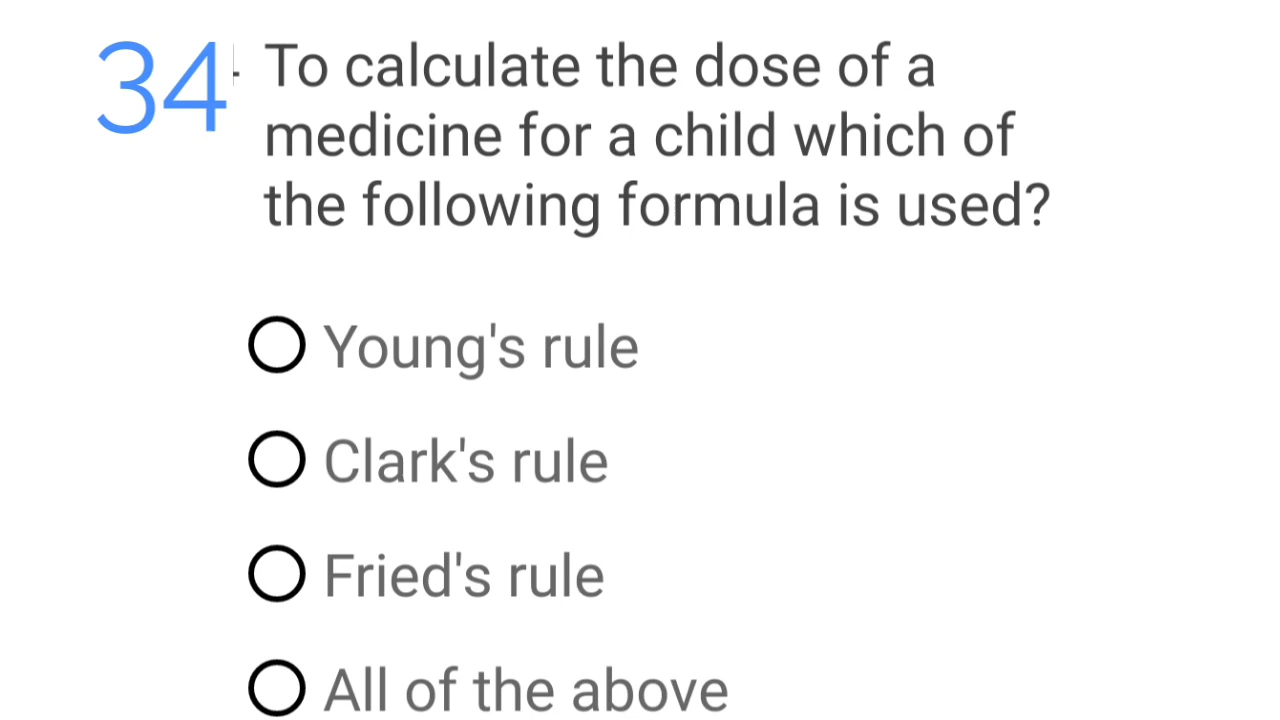 34. To calculate the dose of a
medicine for a child which of
the following formula is used?
Young's rule
Clark's rule
Fried's rule
All of the above